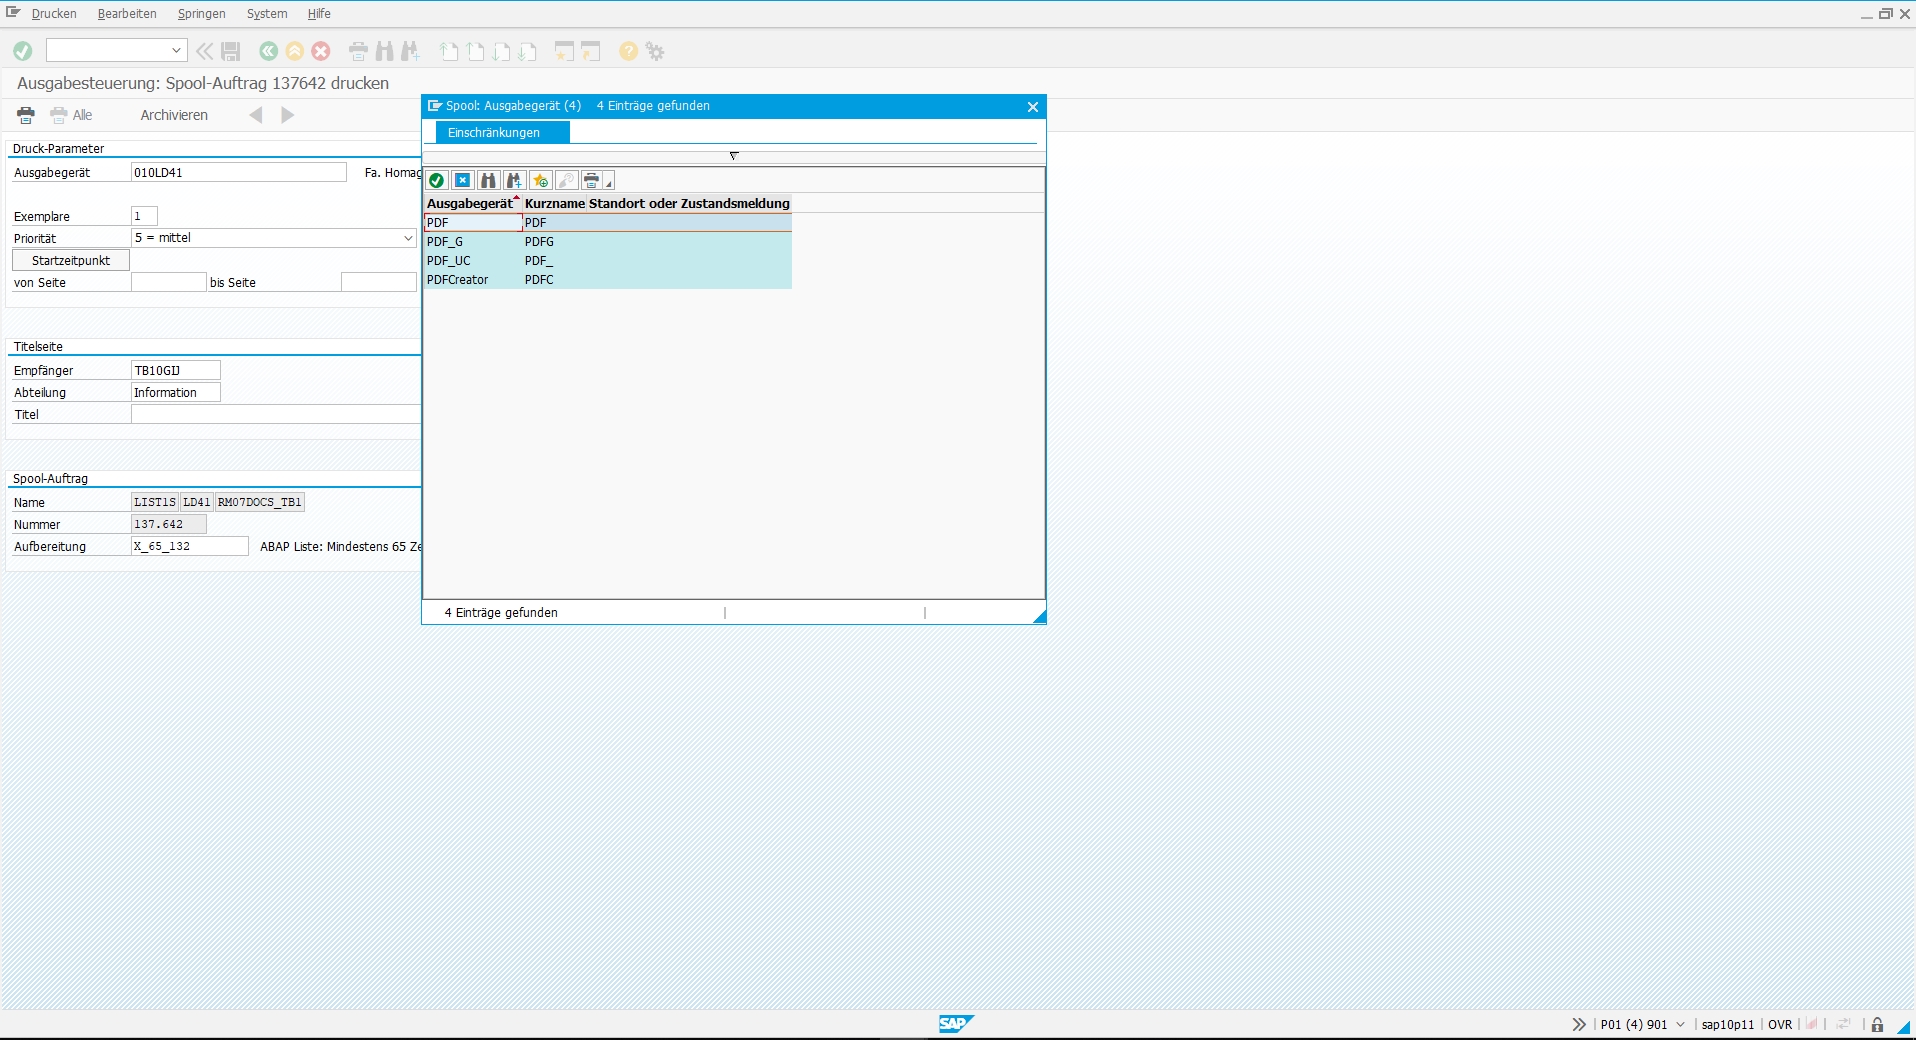 Drucken Bearbeiten Springen System Hilfe
Ausgabesteuerung: Spool-Auftrag 137642 drucken
Alle Archivieren
Druck-Parameter
Ausgabegerät 010LD41 Fa. Homag
Exemplare 1
Priorität 5 = mittel
Startzeitpunkt
von Seite bis Seite
Titelseite
Empfänger TB10GIJ
Abteilung Information
Titel
Spool-Auftrag
Name LIST1S LD41 RM07DOCS_TB1
Nummer 137.642
Aufbereitung X_65_132 ABAP Liste: Mindestens 65 Ze
Spool: Ausgabegerät (4) 4 Einträge gefunden
Einschränkungen
Ausgabegerät Kurzname Standort oder Zustandsmeldung
PDF PDF
PDF_G PDFG
PDF_UC PDF_
PDFCreator PDFC
4 Einträge gefunden
SAP
P01 (4) 901 sap10p11 OVR